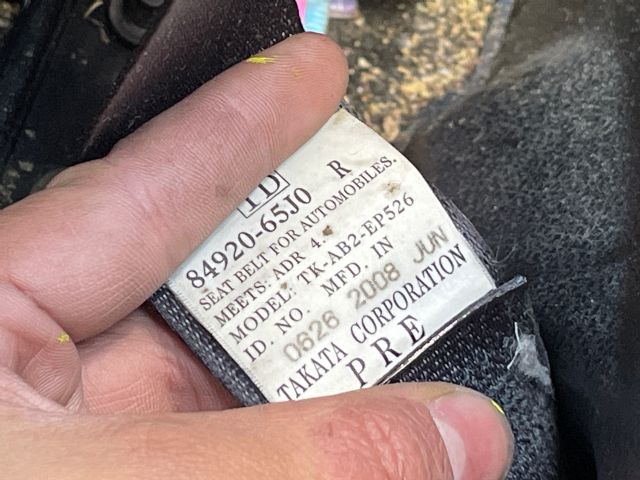 84920-65J0 R
SEAT BELT FOR AUTOMOBILES.
MEETS: ADR 4.
MODEL: TK-AB2-EP526
ID. NO. MFD. IN
0626 2008 JUN
TAKATA CORPORATION
PRE